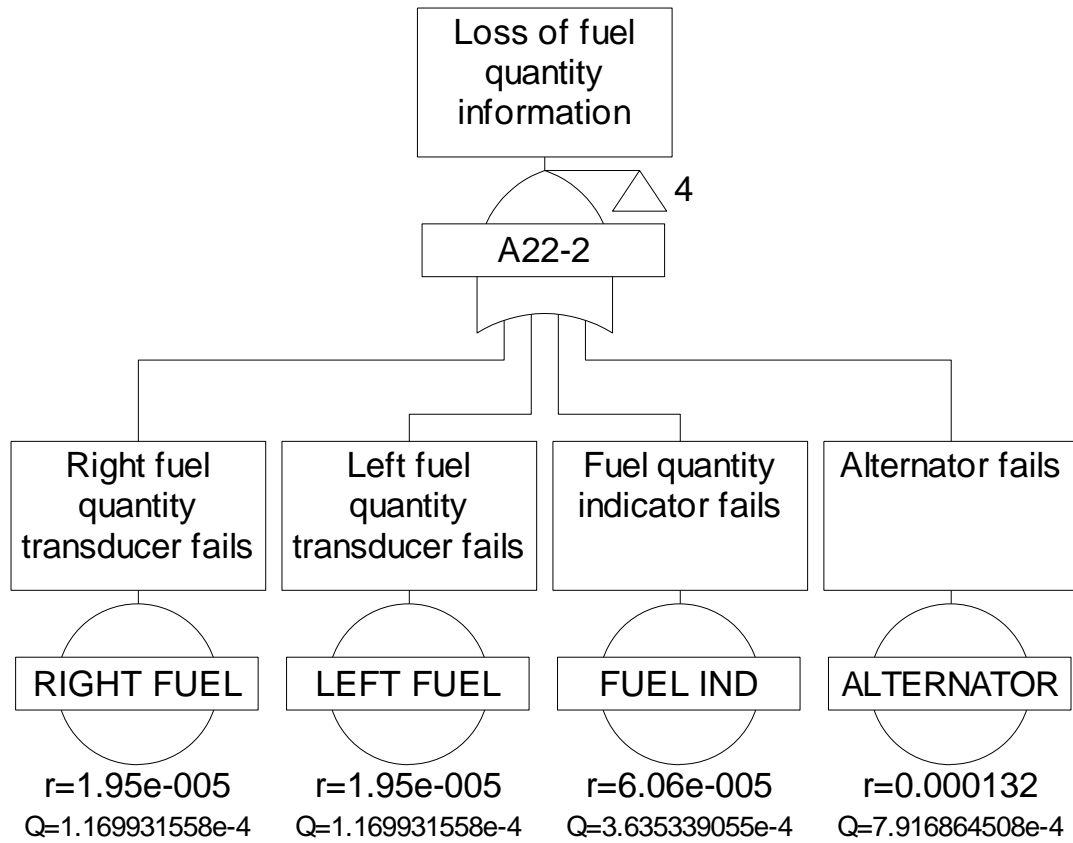 Loss of fuel
quantity
information
4
A22-2
Right fuel
quantity
transducer fails
Left fuel
quantity
transducer fails
Fuel quantity
indicator fails
Alternator fails
RIGHT FUEL
LEFT FUEL
FUEL IND
ALTERNATOR
r=1.95e-005
r=1.95e-005
r=6.06e-005
r=0.000132
Q=1.169931558e-4
Q=1.169931558e-4
Q=3.635339055e-4
Q=7.916864508e-4